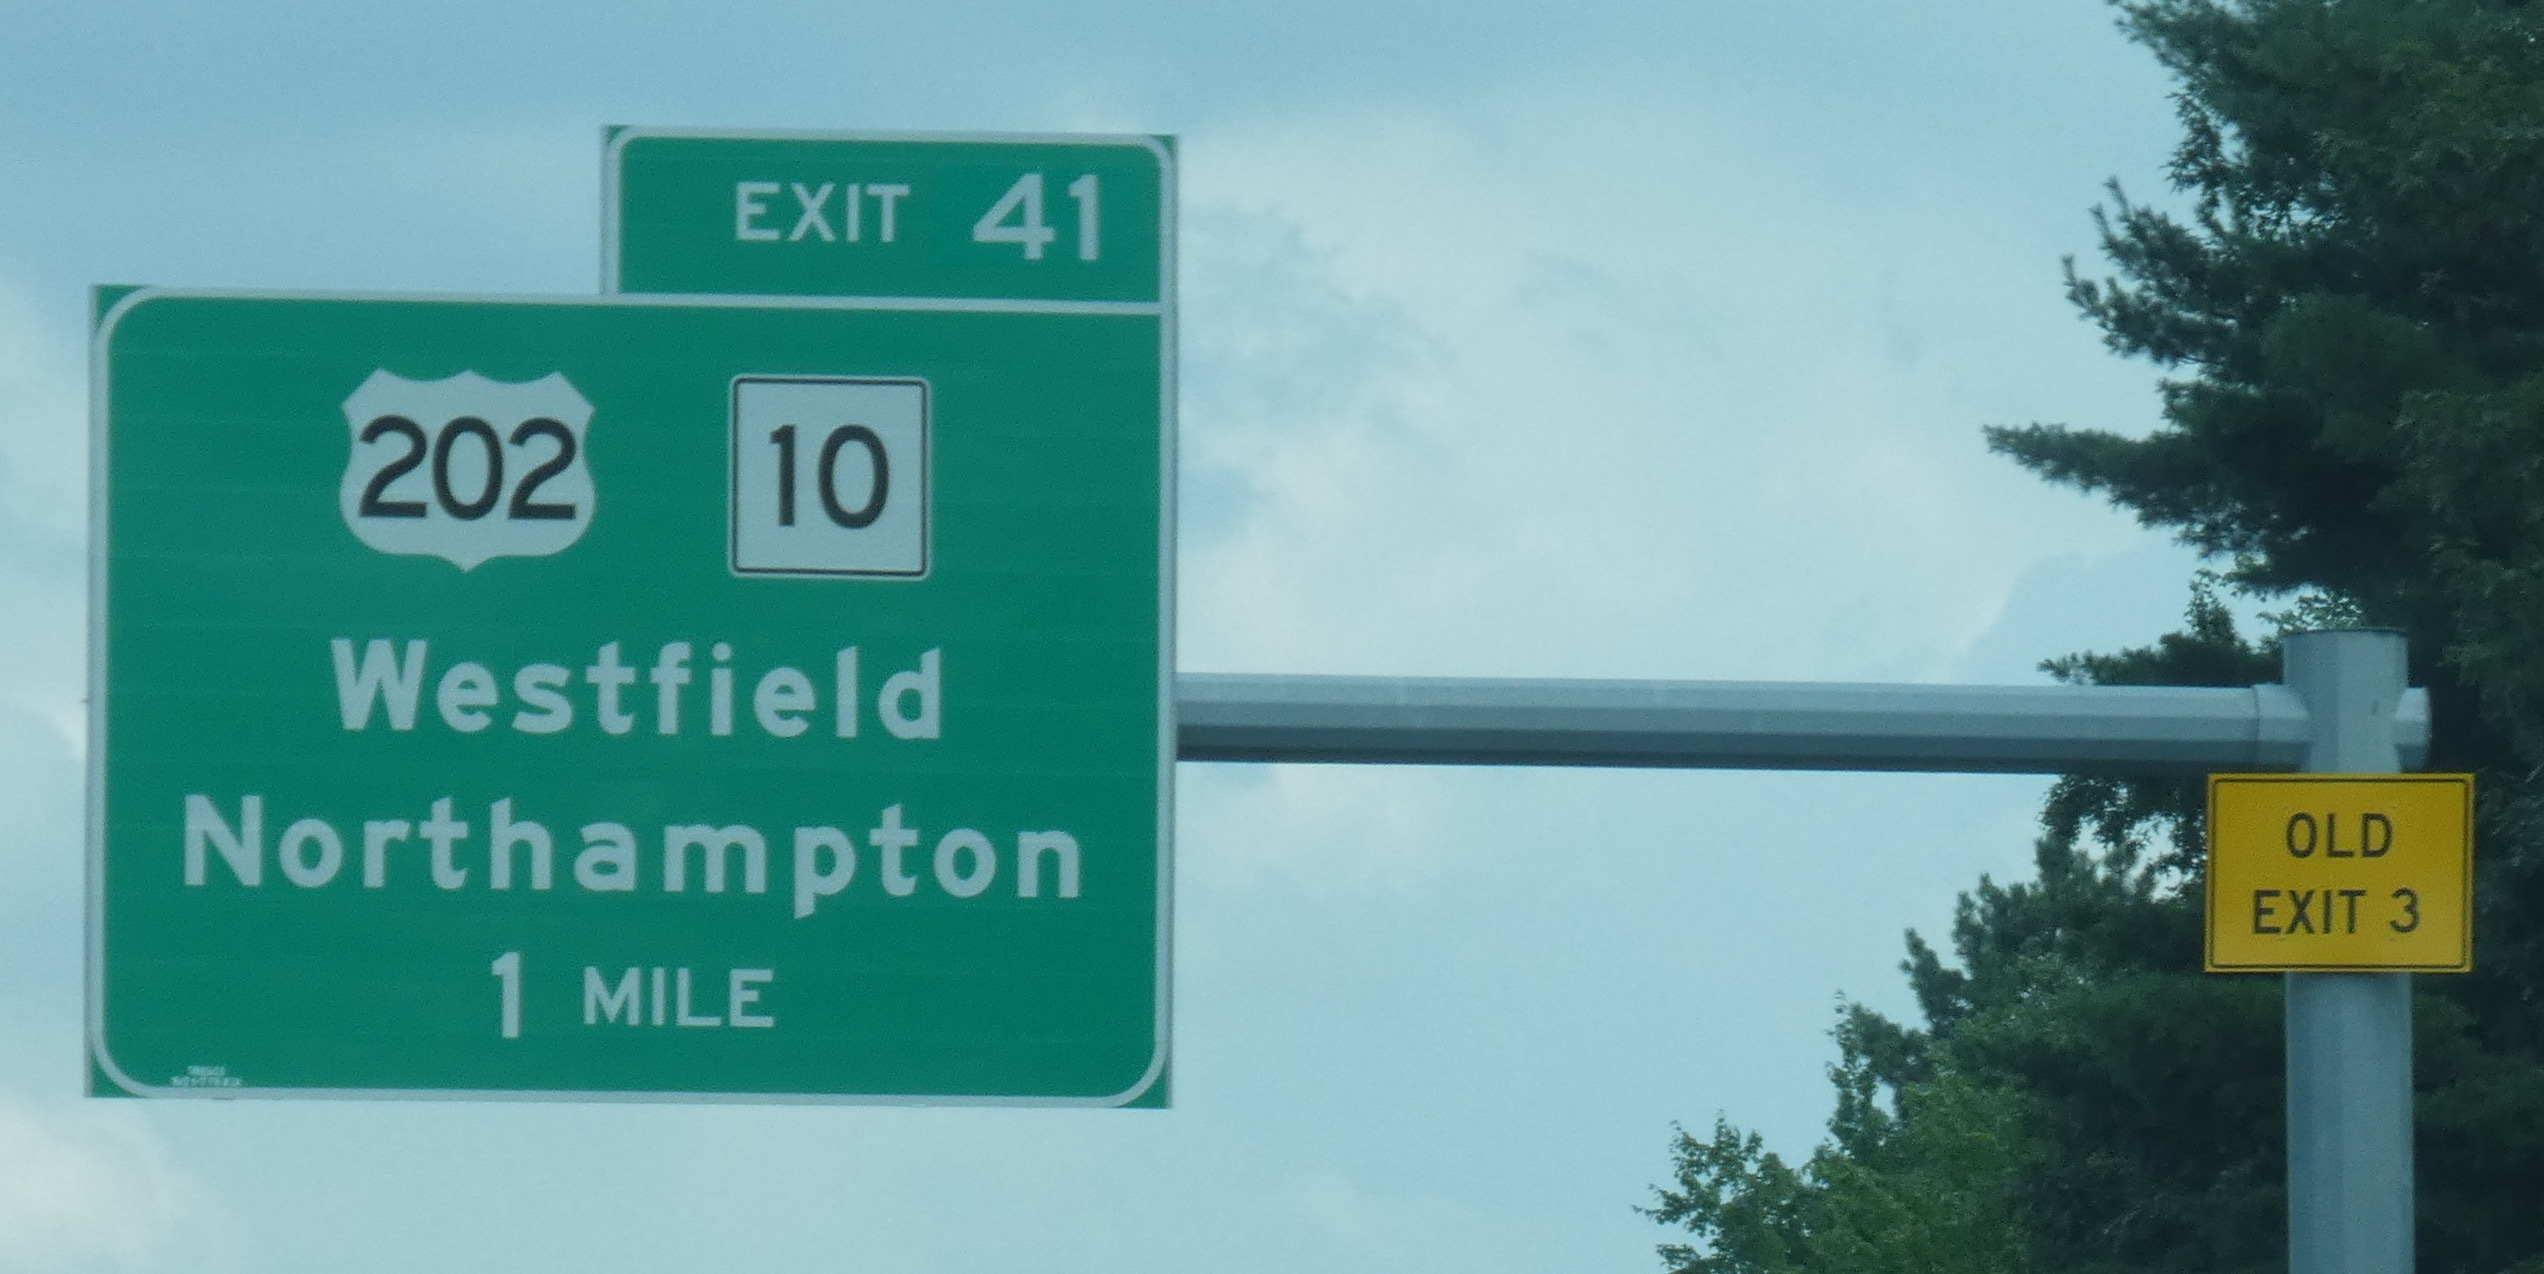 EXIT 41
202 10
Westfield
Northampton
1 MILE
OLD
EXIT 3